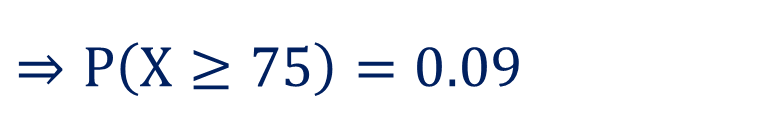 ⇒ P(X ≥ 75) = 0.09